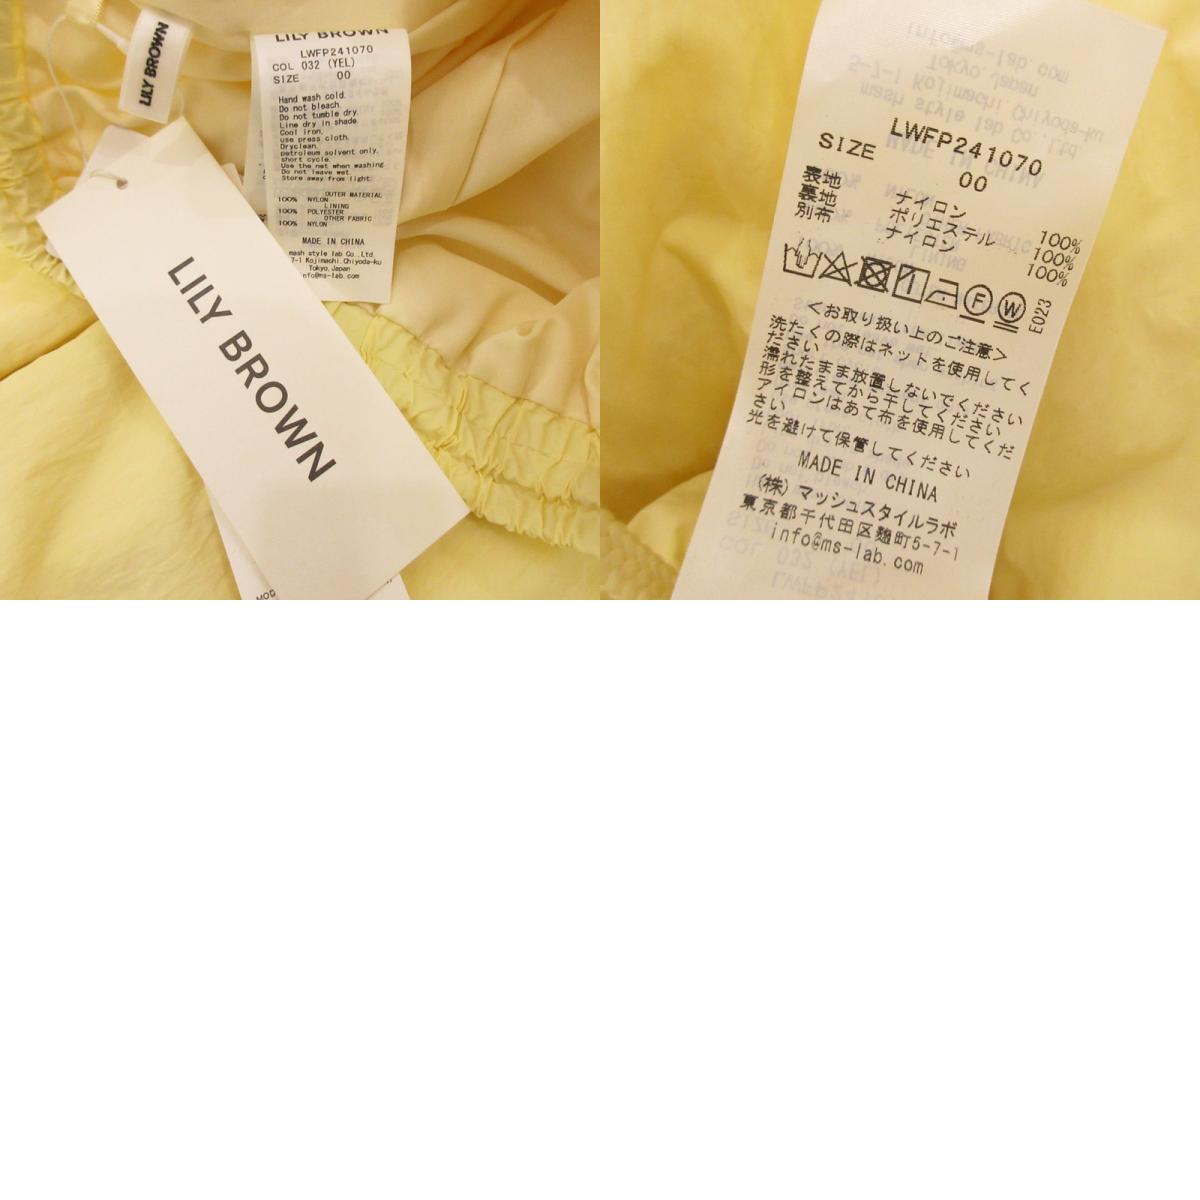 LILY BROWN
LILY BROWN
LWFP241070
COL 032 (YEL)
SIZE 00
Hand wash cold.
Do not bleach.
Do not tumble dry.
Line dry in shade.
Cool iron.
use press cloth.
Dryclean.
petroleum solvent only.
short cycle.
Use the net when washing.
Do not leave wet.
Store away from light.
OUTER MATERIAL
100% NYLON
LINING
100% POLYESTER
OTHER FABRIC
100% NYLON
MADE IN CHINA
mash style lab Co.,Ltd.
7-1 Kojimachi Chiyoda-ku
Tokyo, Japan
info@ms-lab.com
LILY BROWN
LWFP241070
SIZE 00
表地 ナイロン 100%
裏地 ポリエステル 100%
別布 ナイロン 100%
F W E023
<お取り扱い上のご注意>
洗たくの際はネットを使用してく
ださい
濡れたまま放置しないでください
形を整えてから干してください
アイロンはあて布を使用してくだ
さい
光を避けて保管してください
MADE IN CHINA
(株)マッシュスタイルラボ
東京都千代田区麹町5-7-1
info@ms-lab.com